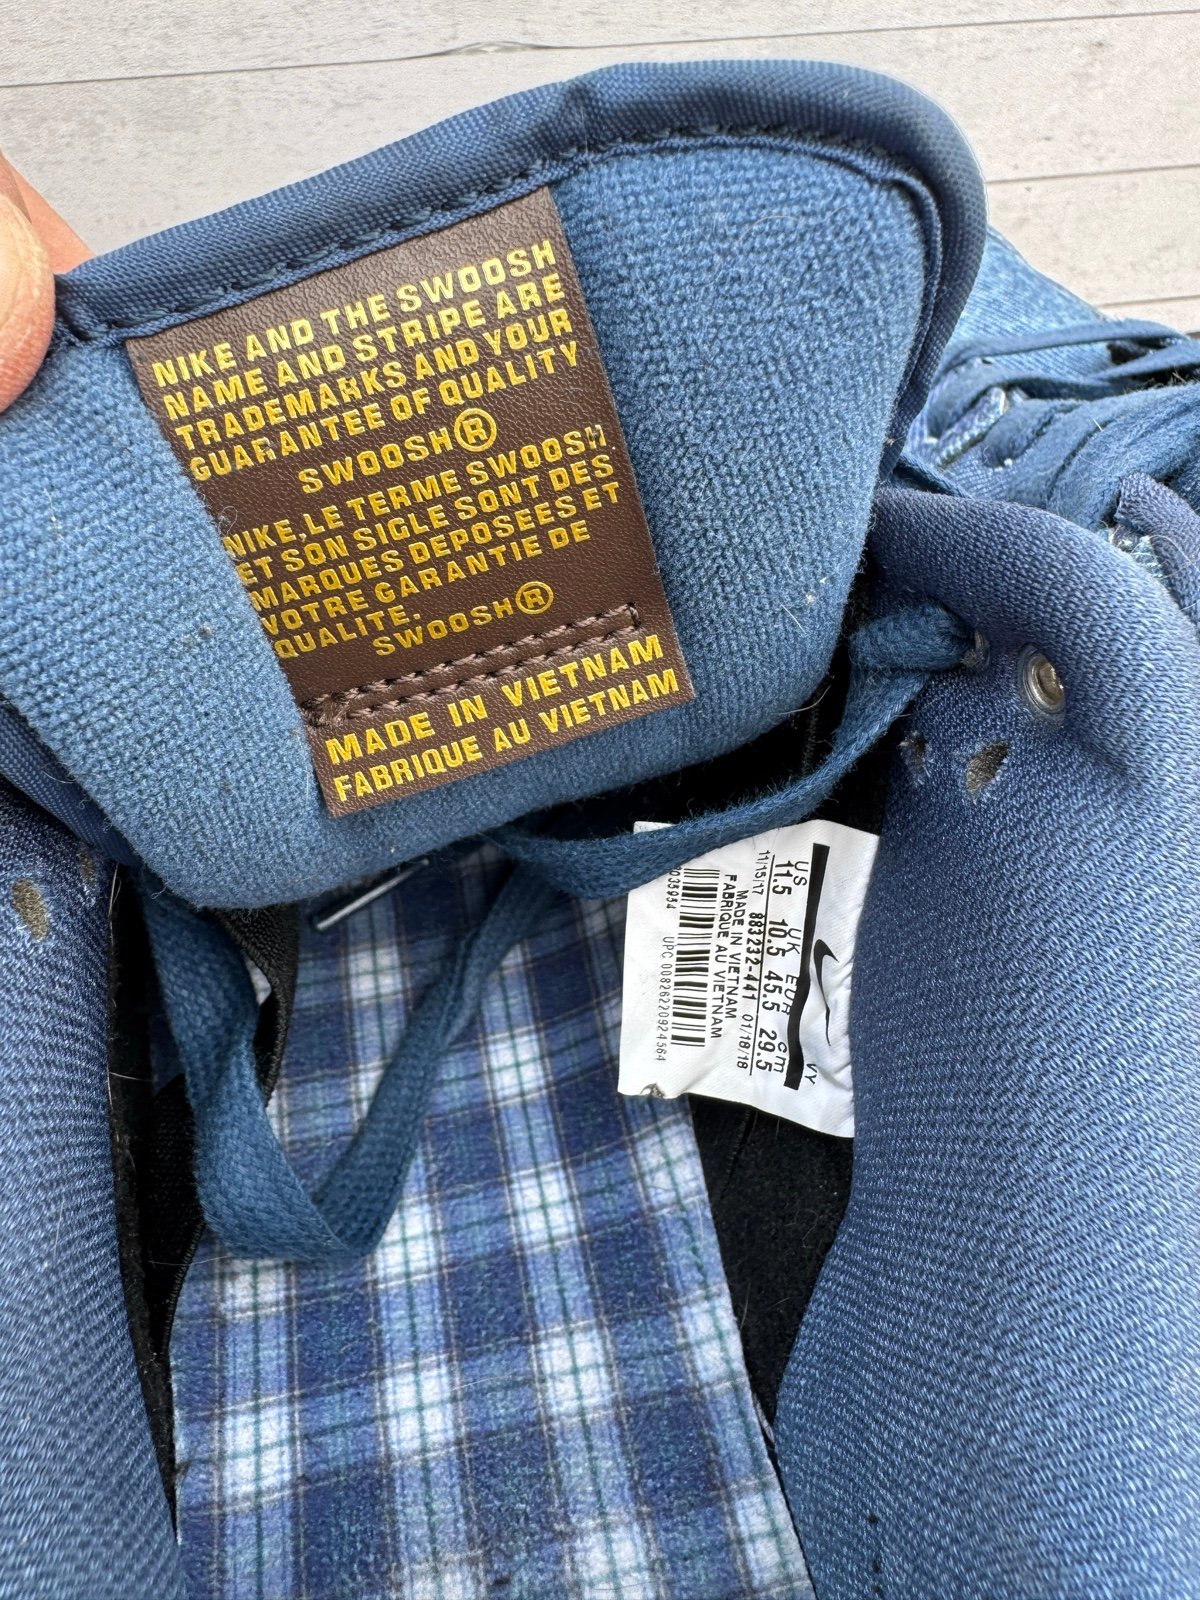 NIKE AND THE SWOOSH
NAME AND STRIPE ARE
TRADEMARKS AND YOUR
GUARANTEE OF QUALITY
SWOOSH®
NIKE, LE TERME SWOOSH
ET SON SIGLE SONT DES
MARQUES DEPOSEES ET
VOTRE GARANTIE DE
QUALITE. SWOOSH®
MADE IN VIETNAM
FABRIQUE AU VIETNAM
VY
US UK EUR cm
11.5 10.5 45.5 29.5
11/15/17 883232-441 01/18/18
MADE IN VIETNAM
FABRIQUE AU VIETNAM
UPC 00826220924564